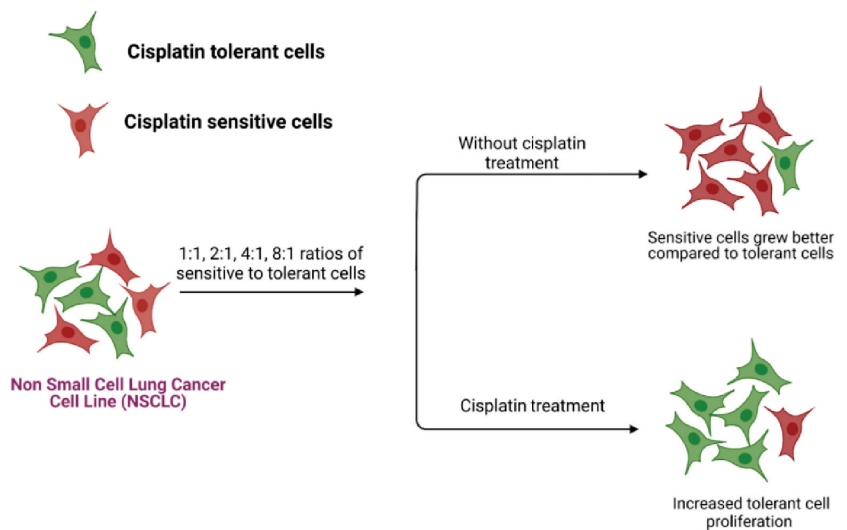 Cisplatin tolerant cells
Cisplatin sensitive cells
1:1, 2:1, 4:1, 8:1 ratios of
sensitive to tolerant cells
Non Small Cell Lung Cancer
Cell Line (NSCLC)
Without cisplatin
treatment
Sensitive cells grew better
compared to tolerant cells
Cisplatin treatment
Increased tolerant cell
proliferation